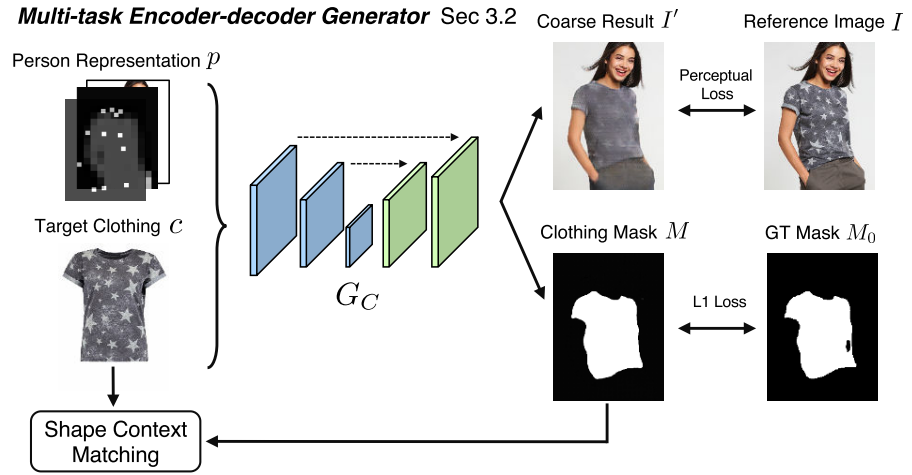 Multi-task Encoder-decoder Generator Sec 3.2
Person Representation p
Target Clothing c
G_C
Coarse Result I'
Reference Image I
Perceptual
Loss
Clothing Mask M
GT Mask M_0
L1 Loss
Shape Context
Matching